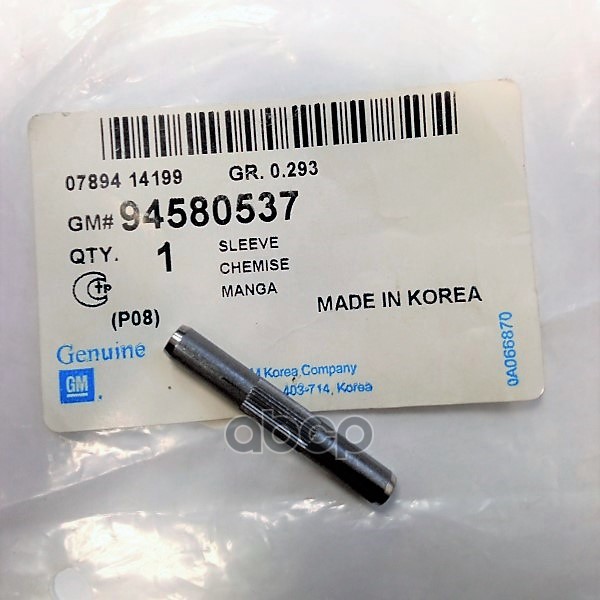 07894 14199 GR. 0.293
GM# 94580537
QTY. 1 SLEEVE
CHEMISE
MANGA
MADE IN KOREA
(P08)
Genuine
GM
M Korea Company
403-714, Korea
0A066870
abcp